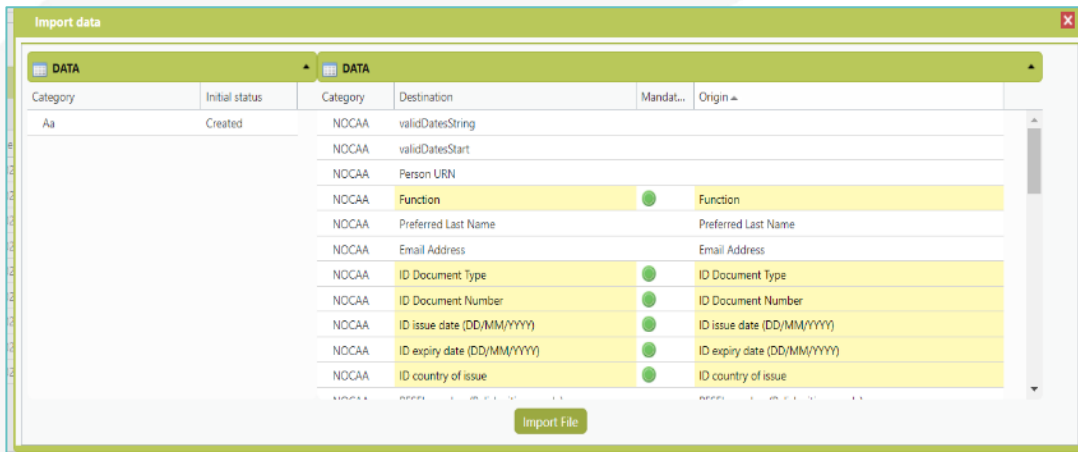 Import data
DATA
Category Initial status
Aa Created
DATA
Category Destination Mandat... Origin
NOCAA validDatesString
NOCAA validDatesStart
NOCAA Person URN
NOCAA Function Function
NOCAA Preferred Last Name Preferred Last Name
NOCAA Email Address Email Address
NOCAA ID Document Type ID Document Type
NOCAA ID Document Number ID Document Number
NOCAA ID issue date (DD/MM/YYYY) ID issue date (DD/MM/YYYY)
NOCAA ID expiry date (DD/MM/YYYY) ID expiry date (DD/MM/YYYY)
NOCAA ID country of issue ID country of issue
Import File